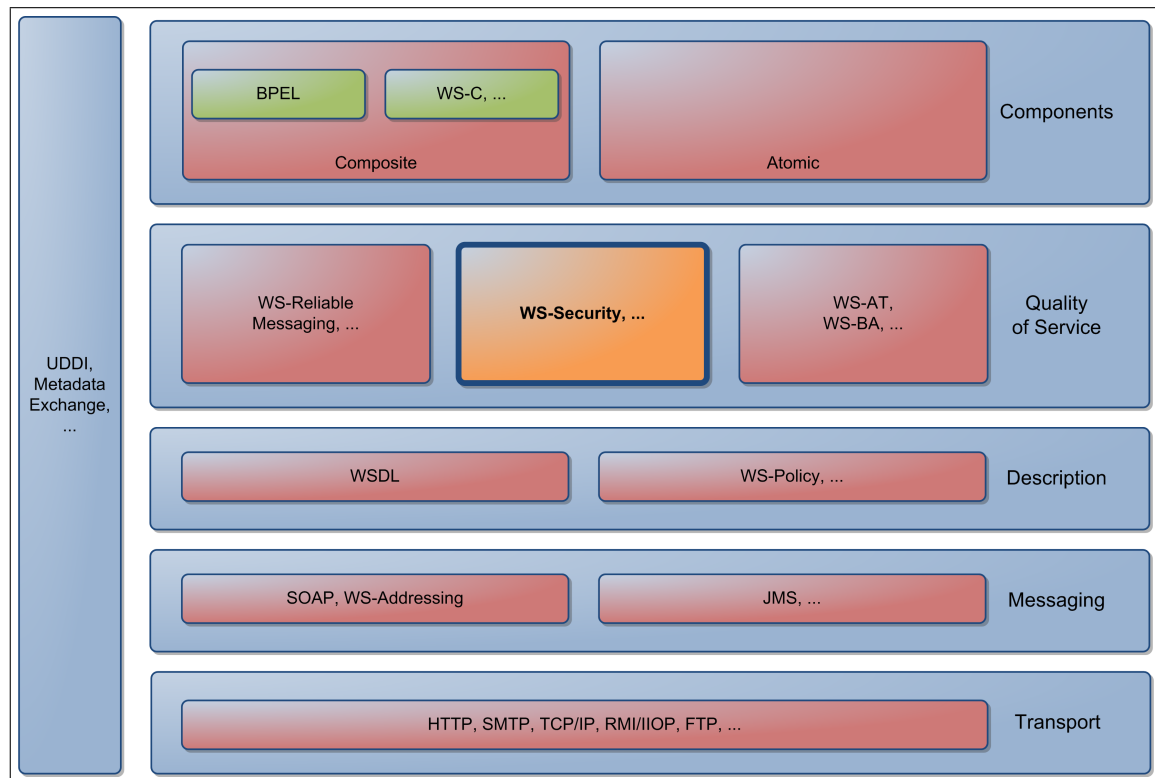 UDDI,
Metadata
Exchange,
...
BPEL
WS-C, ...
Composite
Atomic
Components
WS-Reliable
Messaging, ...
WS-Security, ...
WS-AT,
WS-BA, ...
Quality
of Service
WSDL
WS-Policy, ...
Description
SOAP, WS-Addressing
JMS, ...
Messaging
HTTP, SMTP, TCP/IP, RMI/IIOP, FTP, ...
Transport